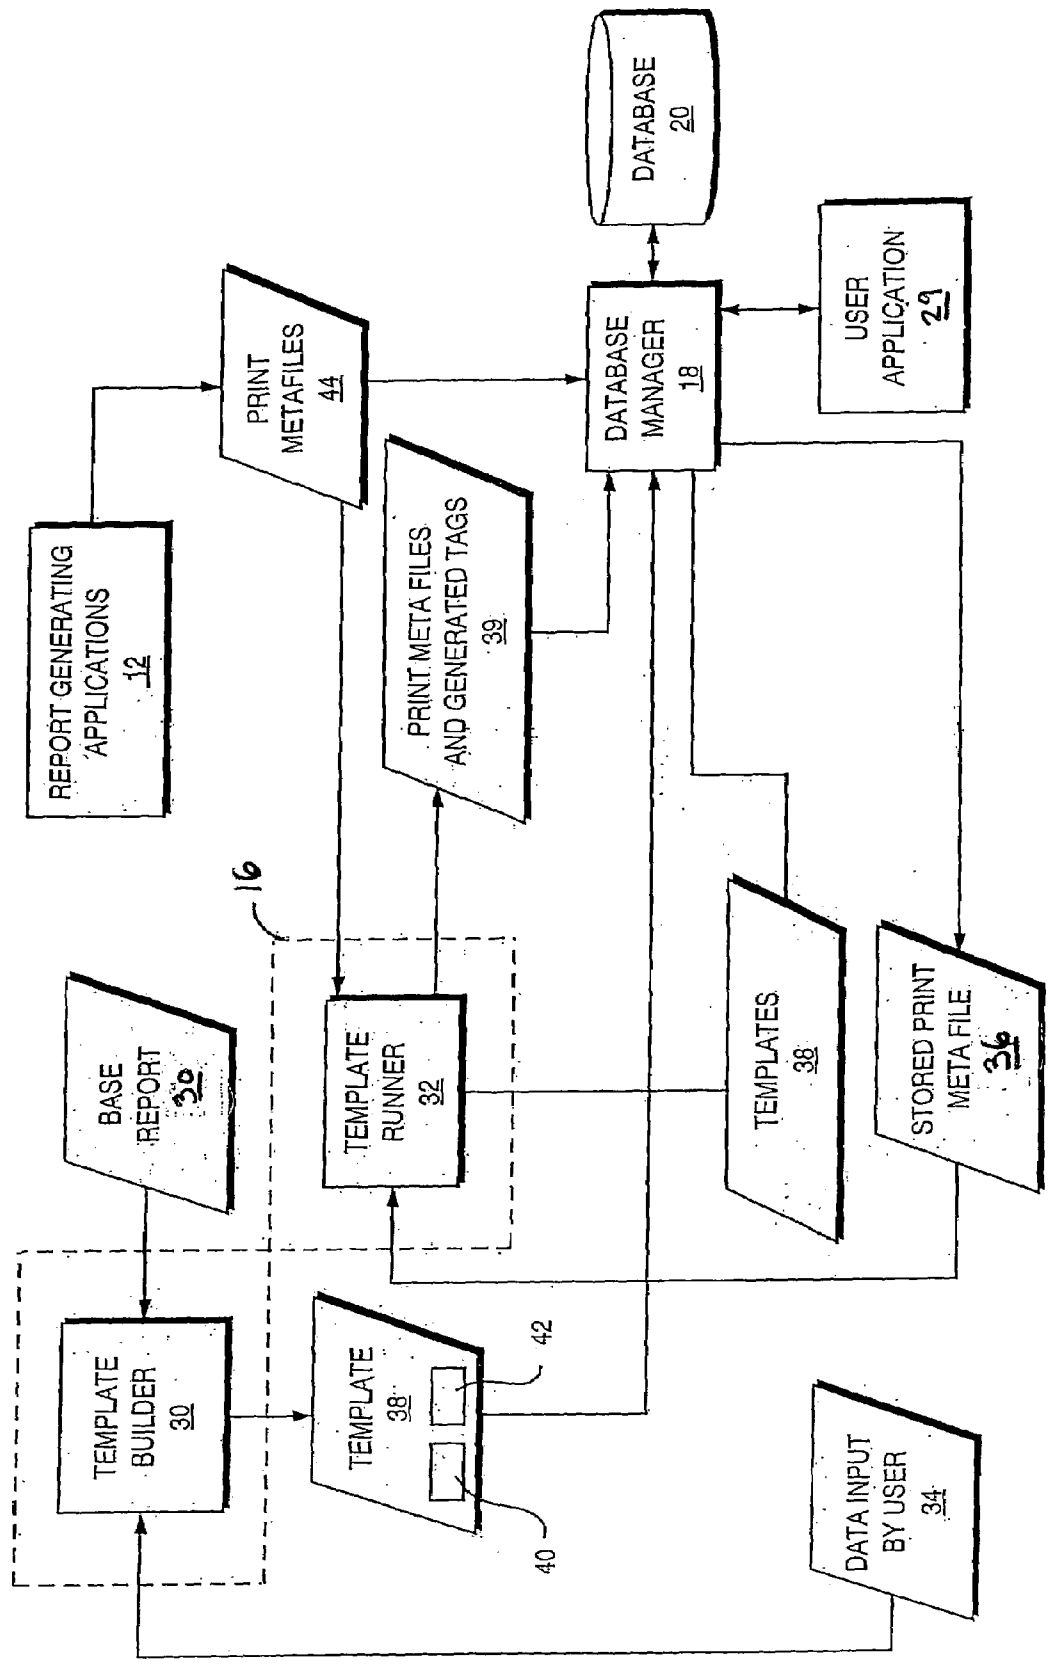 TEMPLATE
BUILDER
30
BASE
REPORT
30
REPORT GENERATING
APPLICATIONS
12
16
TEMPLATE
38
40
42
TEMPLATE
RUNNER
32
PRINT
METAFILES
44
PRINT META FILES
AND GENERATED TAGS
39
DATABASE
MANAGER
18
DATABASE
20
DATA INPUT
BY USER
34
TEMPLATES
38
STORED PRINT
META FILE
36
USER
APPLICATION
29